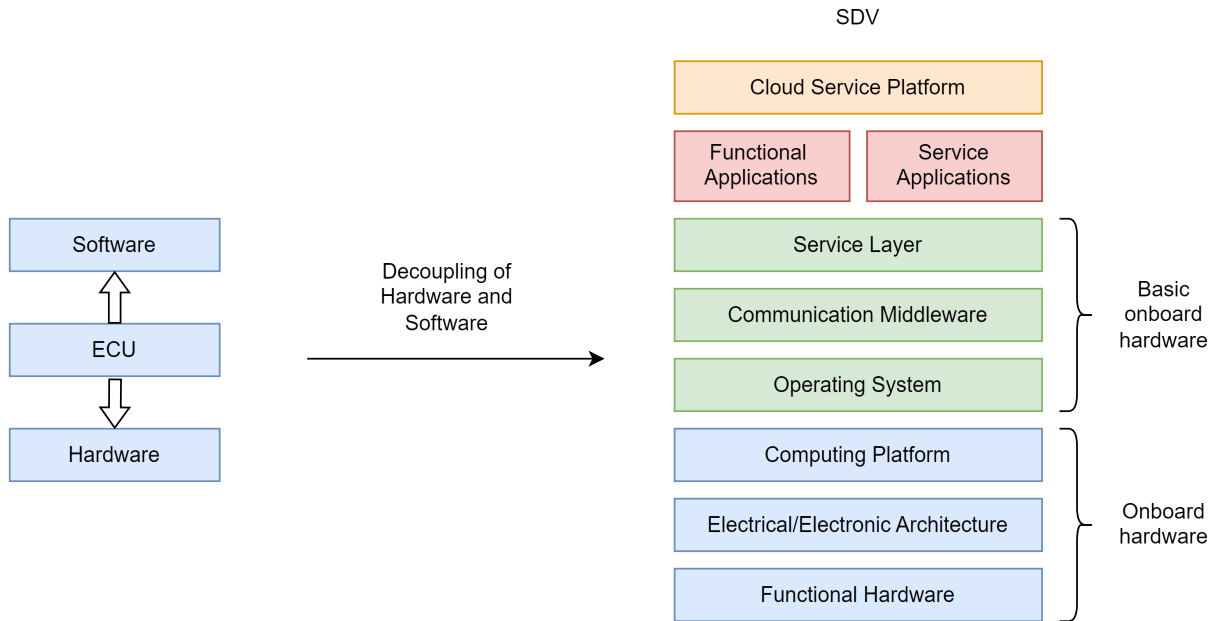 SDV
Cloud Service Platform
Functional
Applications
Service
Applications
Software
Service Layer
Decoupling of
Hardware and
Software
Communication Middleware
Basic
onboard
hardware
ECU
Operating System
Hardware
Computing Platform
Electrical/Electronic Architecture
Onboard
hardware
Functional Hardware